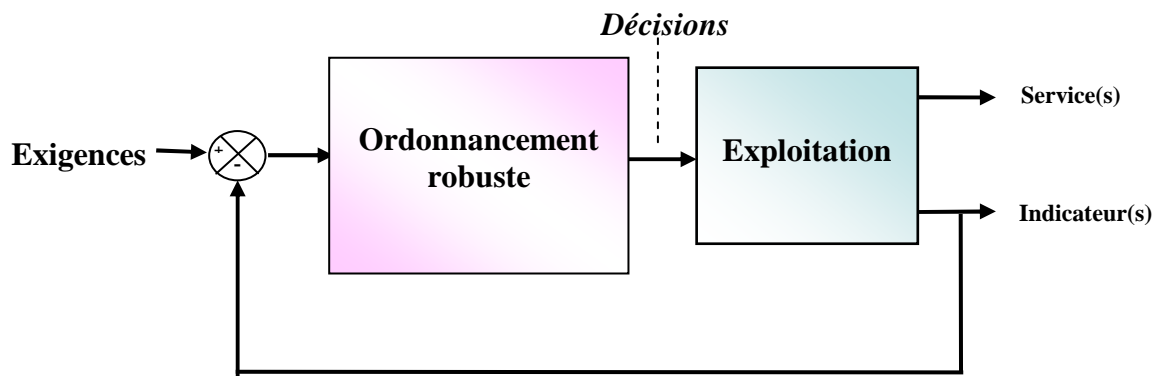 Décisions
Exigences
+
-
Ordonnancement
robuste
Exploitation
Service(s)
Indicateur(s)